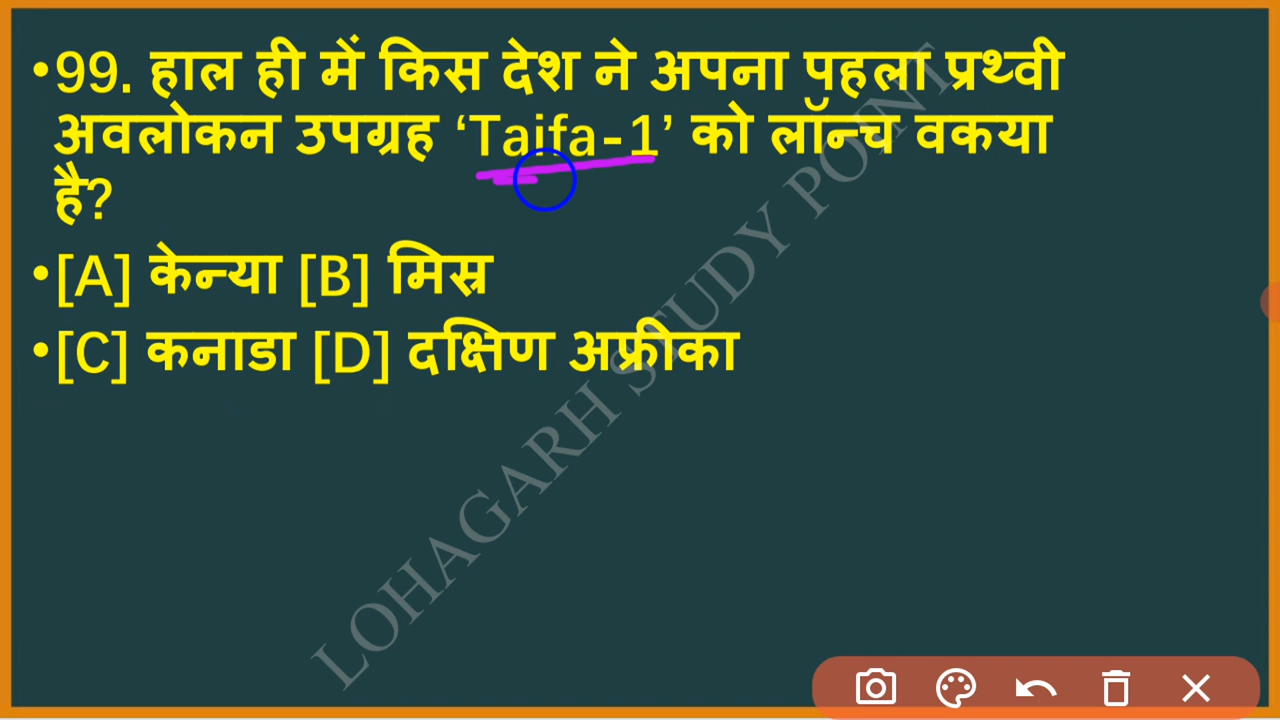 •99. हाल ही में किस देश ने अपना पहला प्रथ्वी
अवलोकन उपग्रह ‘Taifa-1’ को लॉन्च वकया
है?
•[A] केन्या [B] मिस्र
•[C] कनाडा [D] दक्षिण अफ्रीका
LOHAGARH STUDY POINT